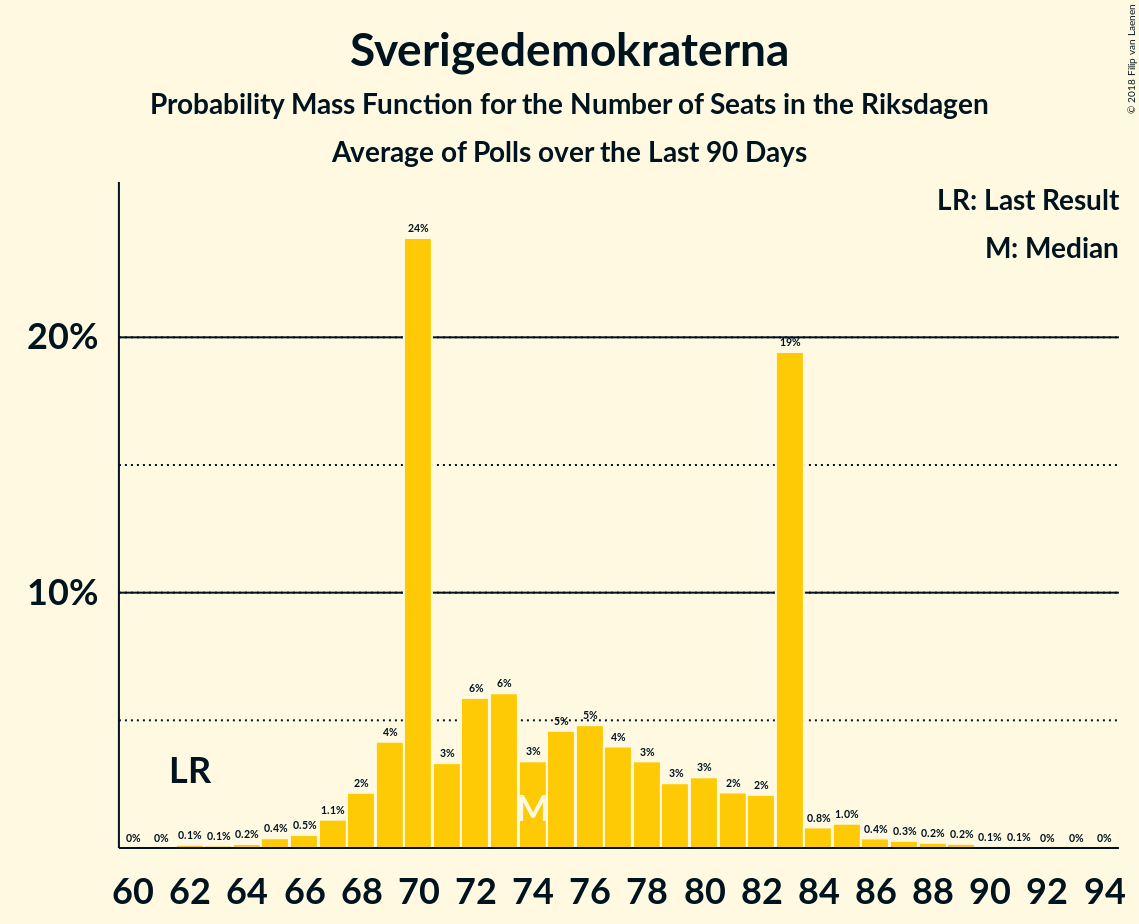 Sverigedemokraterna
Probability Mass Function for the Number of Seats in the Riksdagen
Average of Polls over the Last 90 Days
© 2018 Filip van Laenen
LR: Last Result
M: Median
20%
10%
LR
M
0% 0% 0.1% 0.1% 0.2% 0.4% 0.5% 1.1% 2% 4% 24% 3% 6% 6% 3% 5% 5% 4% 3% 3% 3% 2% 2% 19% 0.8% 1.0% 0.4% 0.3% 0.2% 0.2% 0.1% 0.1% 0% 0% 0%
60 62 64 66 68 70 72 74 76 78 80 82 84 86 88 90 92 94